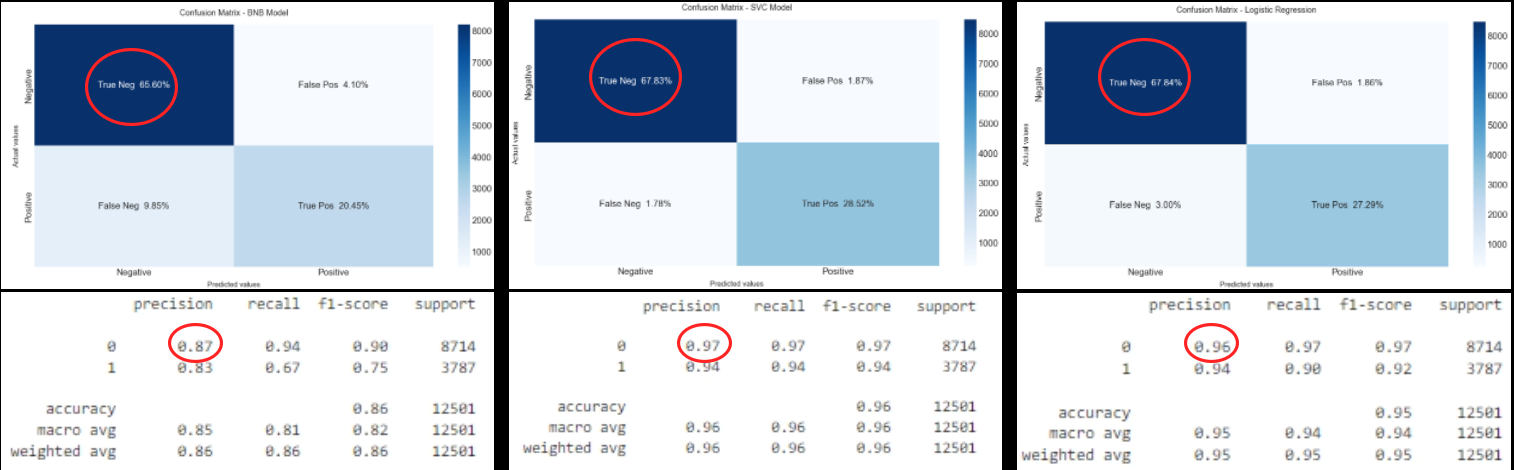 Confusion Matrix - BNB Model
True Neg 65.60%
False Pos 4.10%
False Neg 9.85%
True Pos 20.45%
Negative
Positive
Actual values
Negative
Positive
Predicted values
8000
7000
6000
5000
4000
3000
2000
1000
precision recall f1-score support
0 0.87 0.94 0.90 8714
1 0.83 0.67 0.75 3787
accuracy 0.86 12501
macro avg 0.85 0.81 0.82 12501
weighted avg 0.86 0.86 0.86 12501
Confusion Matrix - SVC Model
True Neg 67.83%
False Pos 1.87%
False Neg 1.78%
True Pos 28.52%
Negative
Positive
Actual values
Negative
Positive
Predicted values
8000
7000
6000
5000
4000
3000
2000
1000
precision recall f1-score support
0 0.97 0.97 0.97 8714
1 0.94 0.94 0.94 3787
accuracy 0.96 12501
macro avg 0.96 0.96 0.96 12501
weighted avg 0.96 0.96 0.96 12501
Confusion Matrix - Logistic Regression
True Neg 67.84%
False Pos 1.86%
False Neg 3.00%
True Pos 27.29%
Negative
Positive
Actual values
Negative
Positive
Predicted values
8000
7000
6000
5000
4000
3000
2000
1000
precision recall f1-score support
0 0.96 0.97 0.97 8714
1 0.94 0.90 0.92 3787
accuracy 0.95 12501
macro avg 0.95 0.94 0.94 12501
weighted avg 0.95 0.95 0.95 12501